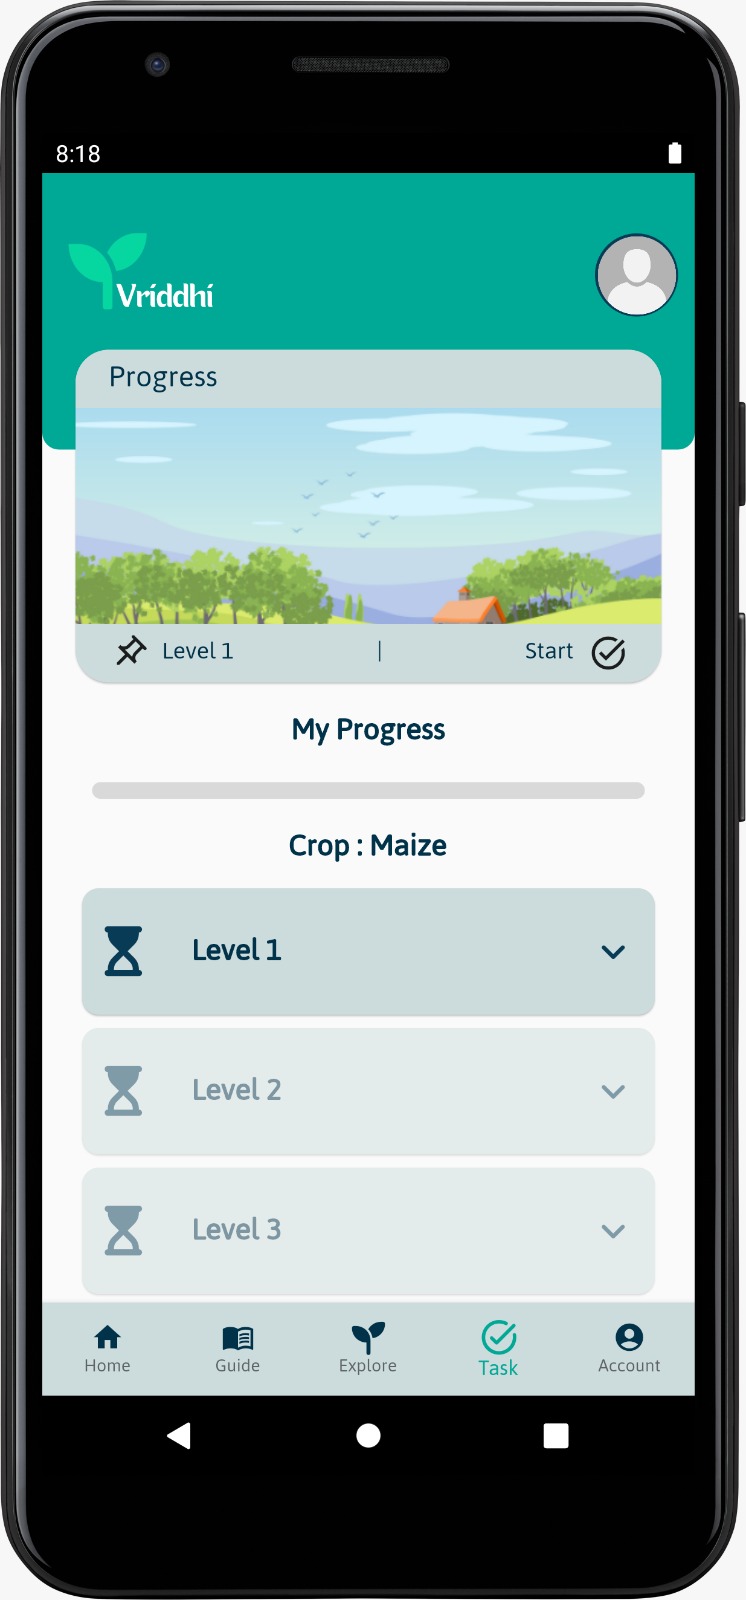 8:18
Vriddhi
Progress
Level 1 | Start
My Progress
Crop : Maize
Level 1
Level 2
Level 3
Home Guide Explore Task Account